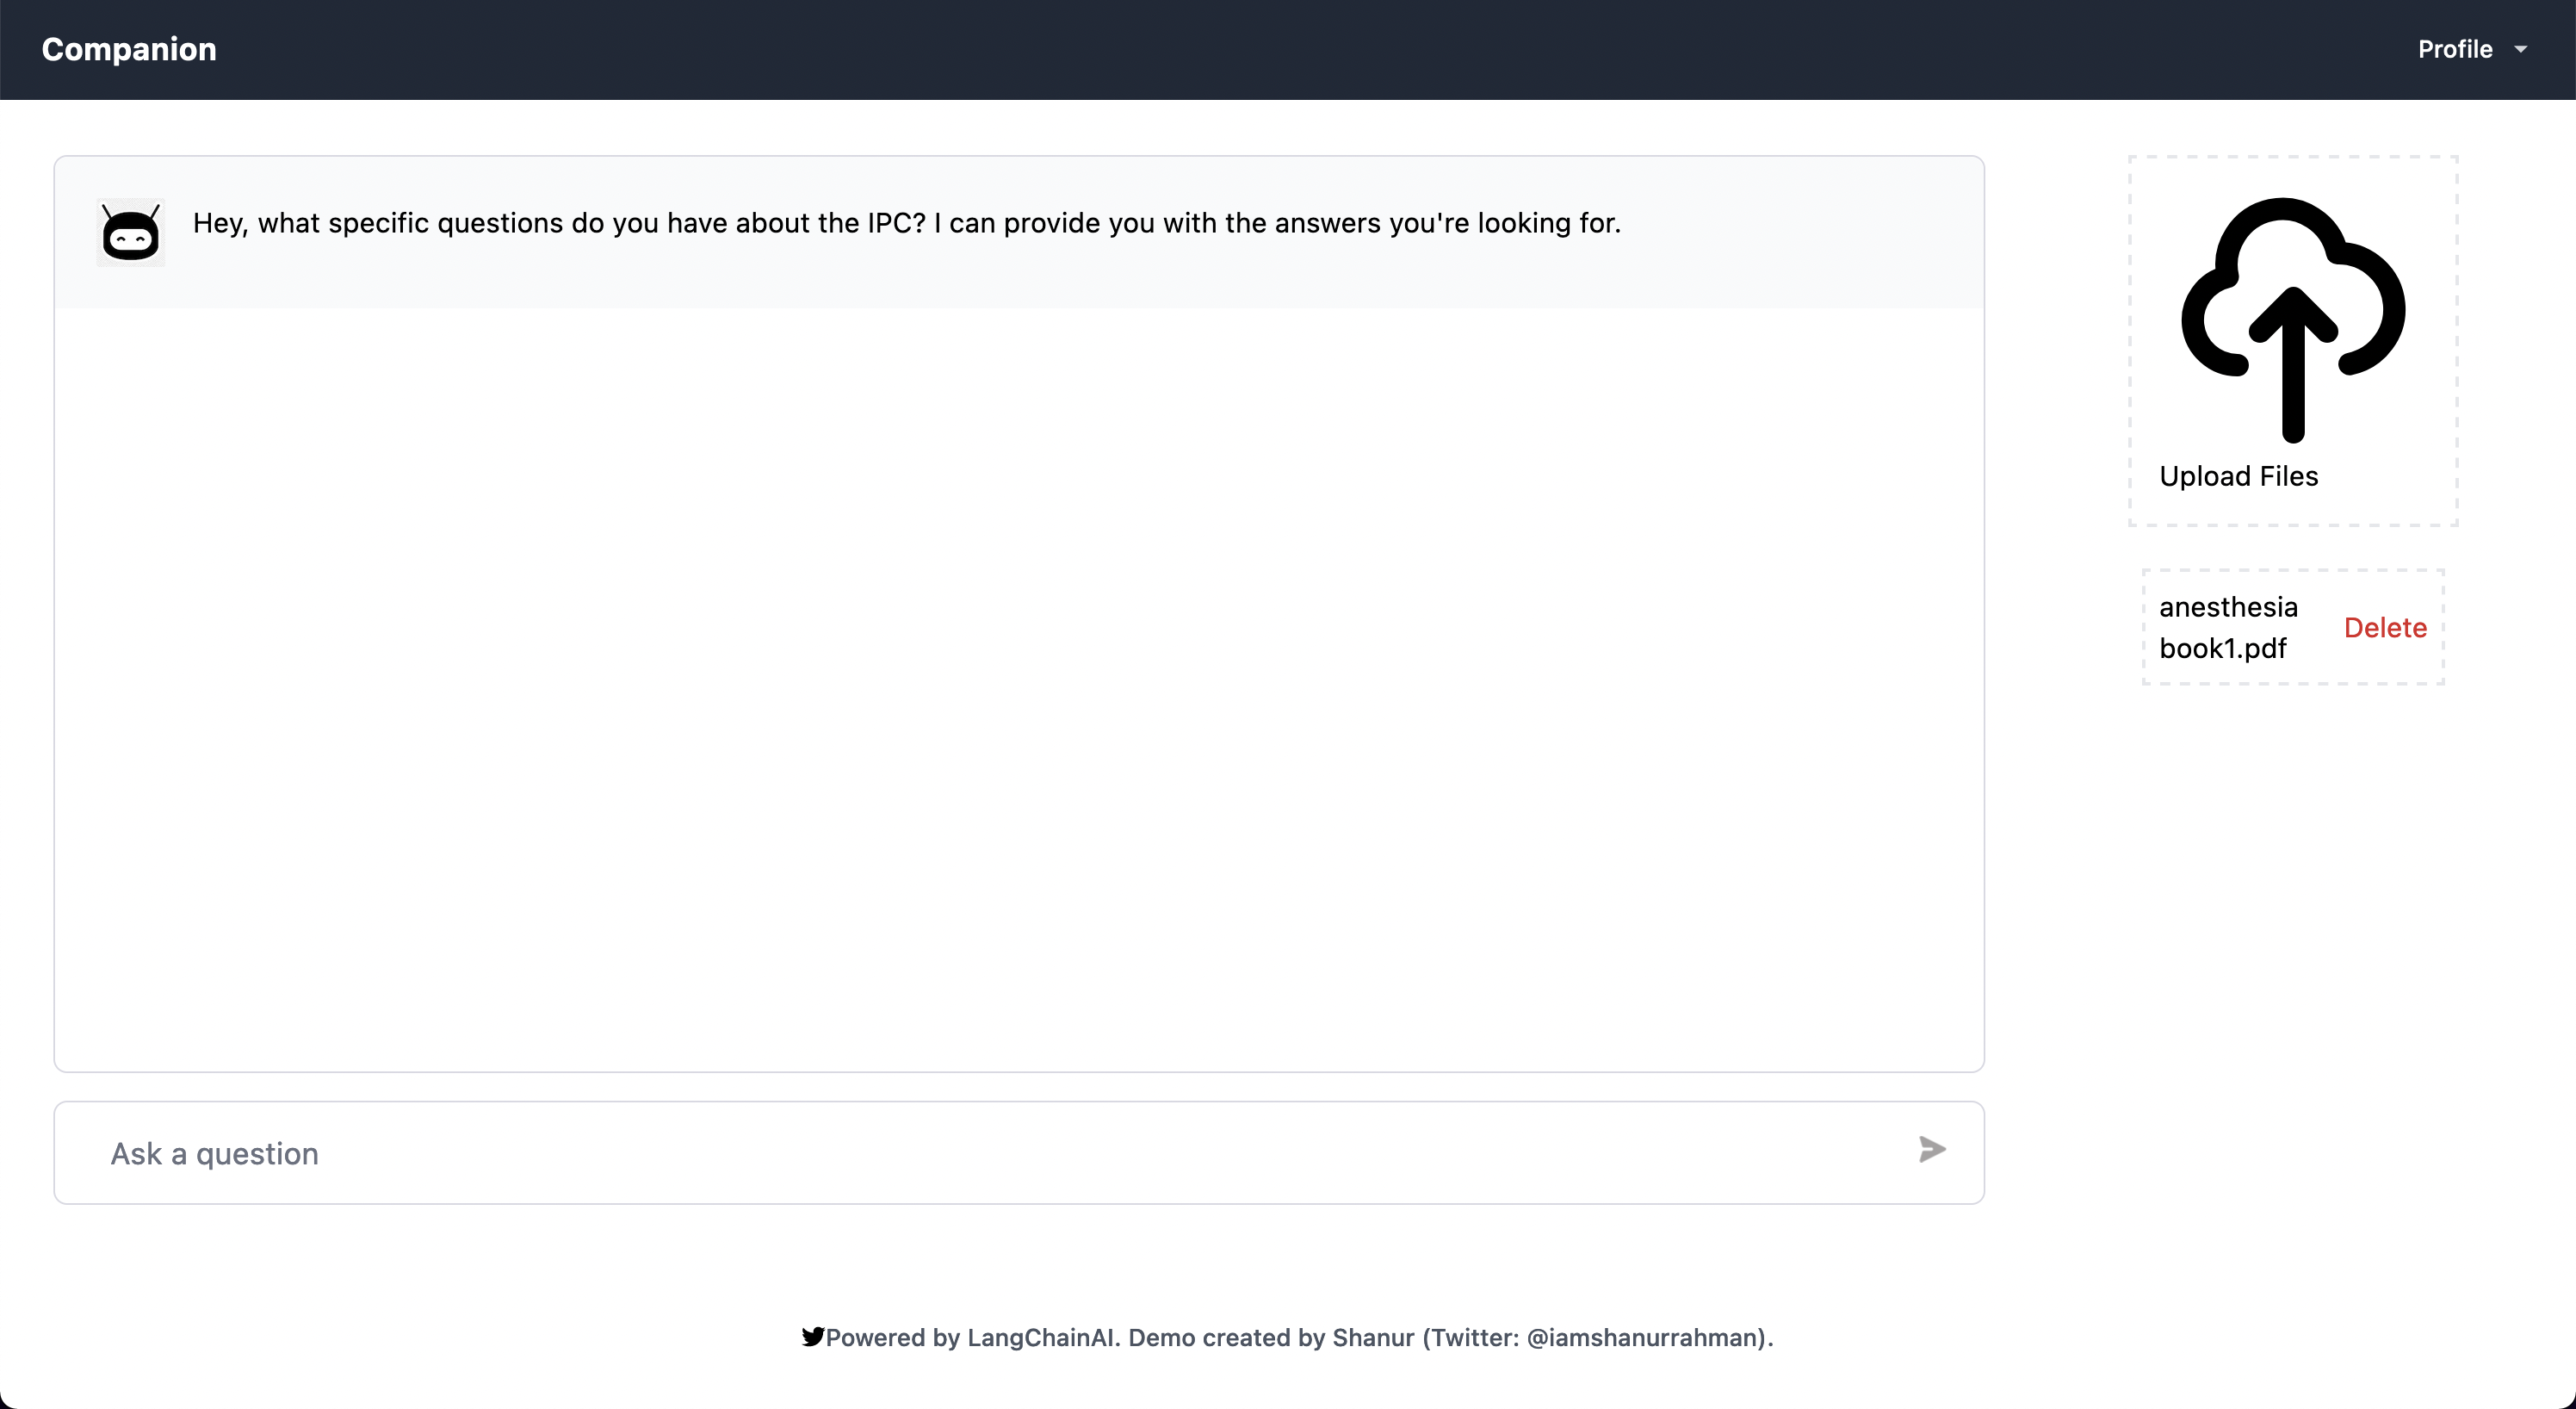 Companion
Profile
Hey, what specific questions do you have about the IPC? I can provide you with the answers you're looking for.
Upload Files
anesthesia
book1.pdf
Delete
Ask a question
Powered by LangChainAI. Demo created by Shanur (Twitter: @iamshanurrahman).